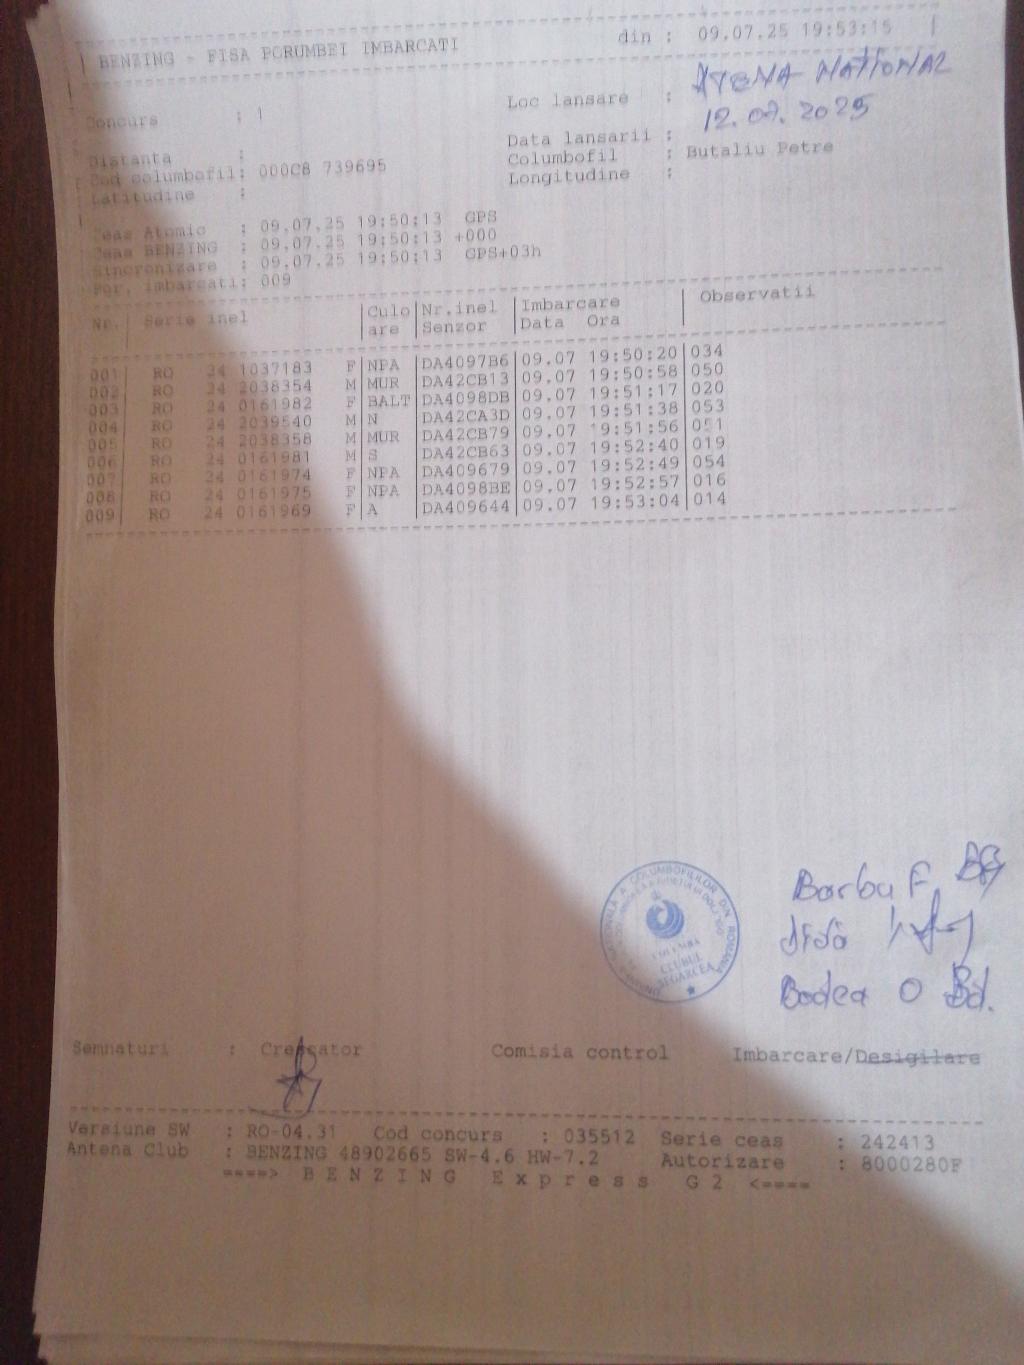 BENZING - FISA PORUMBEI IMBARCATI din : 09.07.25 19:53:15
Loc lansare : ATENA NATIONAL
Concurs : 1
Data lansarii : 12.07.2025
Distanta :
Columbofil : Butaliu Petre
Cod columbofil: 000C8 739695
Longitudine :
Latitudine :
Ceas Atomic : 09.07.25 19:50:13 GPS
Ceas BENZING : 09.07.25 19:50:13 +000
Sincronizare : 09.07.25 19:50:13 GPS+03h
Por. imbarcati: 009
Nr. Serie inel Culo Nr.inel Imbarcare Observatii
are Senzor Data Ora
001 RO 24 1037183 F NPA DA4097B6 09.07 19:50:20 034
002 RO 24 2038354 M MUR DA42CB13 09.07 19:50:58 050
003 RO 24 0161982 F BALT DA4098DB 09.07 19:51:17 020
004 RO 24 2039540 M N DA42CA3D 09.07 19:51:38 053
005 RO 24 2038358 M MUR DA42CB79 09.07 19:51:56 051
006 RO 24 0161981 M S DA42CB63 09.07 19:52:40 019
007 RO 24 0161974 F NPA DA409679 09.07 19:52:49 054
008 RO 24 0161975 F NPA DA4098BE 09.07 19:52:57 016
009 RO 24 0161969 F A DA409644 09.07 19:53:04 014
Barbu F
Bodea O Bd.
NATIONALA A COLUMBOFILILOR DIN ROMANIA
CLUBUL
SEGARCEA
Semnaturi : Crescator Comisia control Imbarcare/Desigilare
Versiune SW : RO-04.31 Cod concurs : 035512 Serie ceas : 242413
Antena Club : BENZING 48902665 SW-4.6 HW-7.2 Autorizare : 8000280F
====> B E N Z I N G E x p r e s s G 2 <====